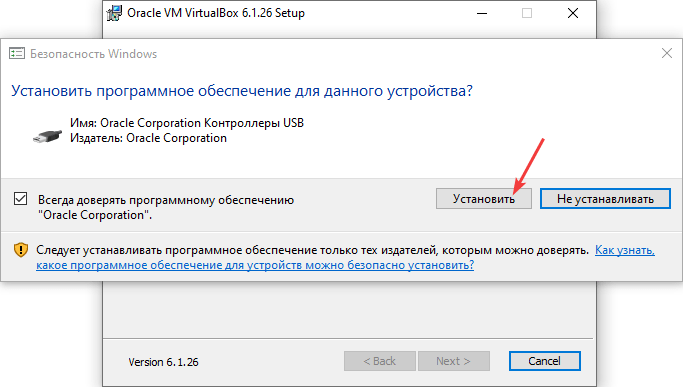 Oracle VM VirtualBox 6.1.26 Setup
Безопасность Windows
Установить программное обеспечение для данного устройства?
Имя: Oracle Corporation Контроллеры USB
Издатель: Oracle Corporation
Всегда доверять программному обеспечению
"Oracle Corporation".
Установить
Не устанавливать
Следует устанавливать программное обеспечение только тех издателей, которым можно доверять. Как узнать,
какое программное обеспечение для устройств можно безопасно установить?
Version 6.1.26
< Back
Next >
Cancel